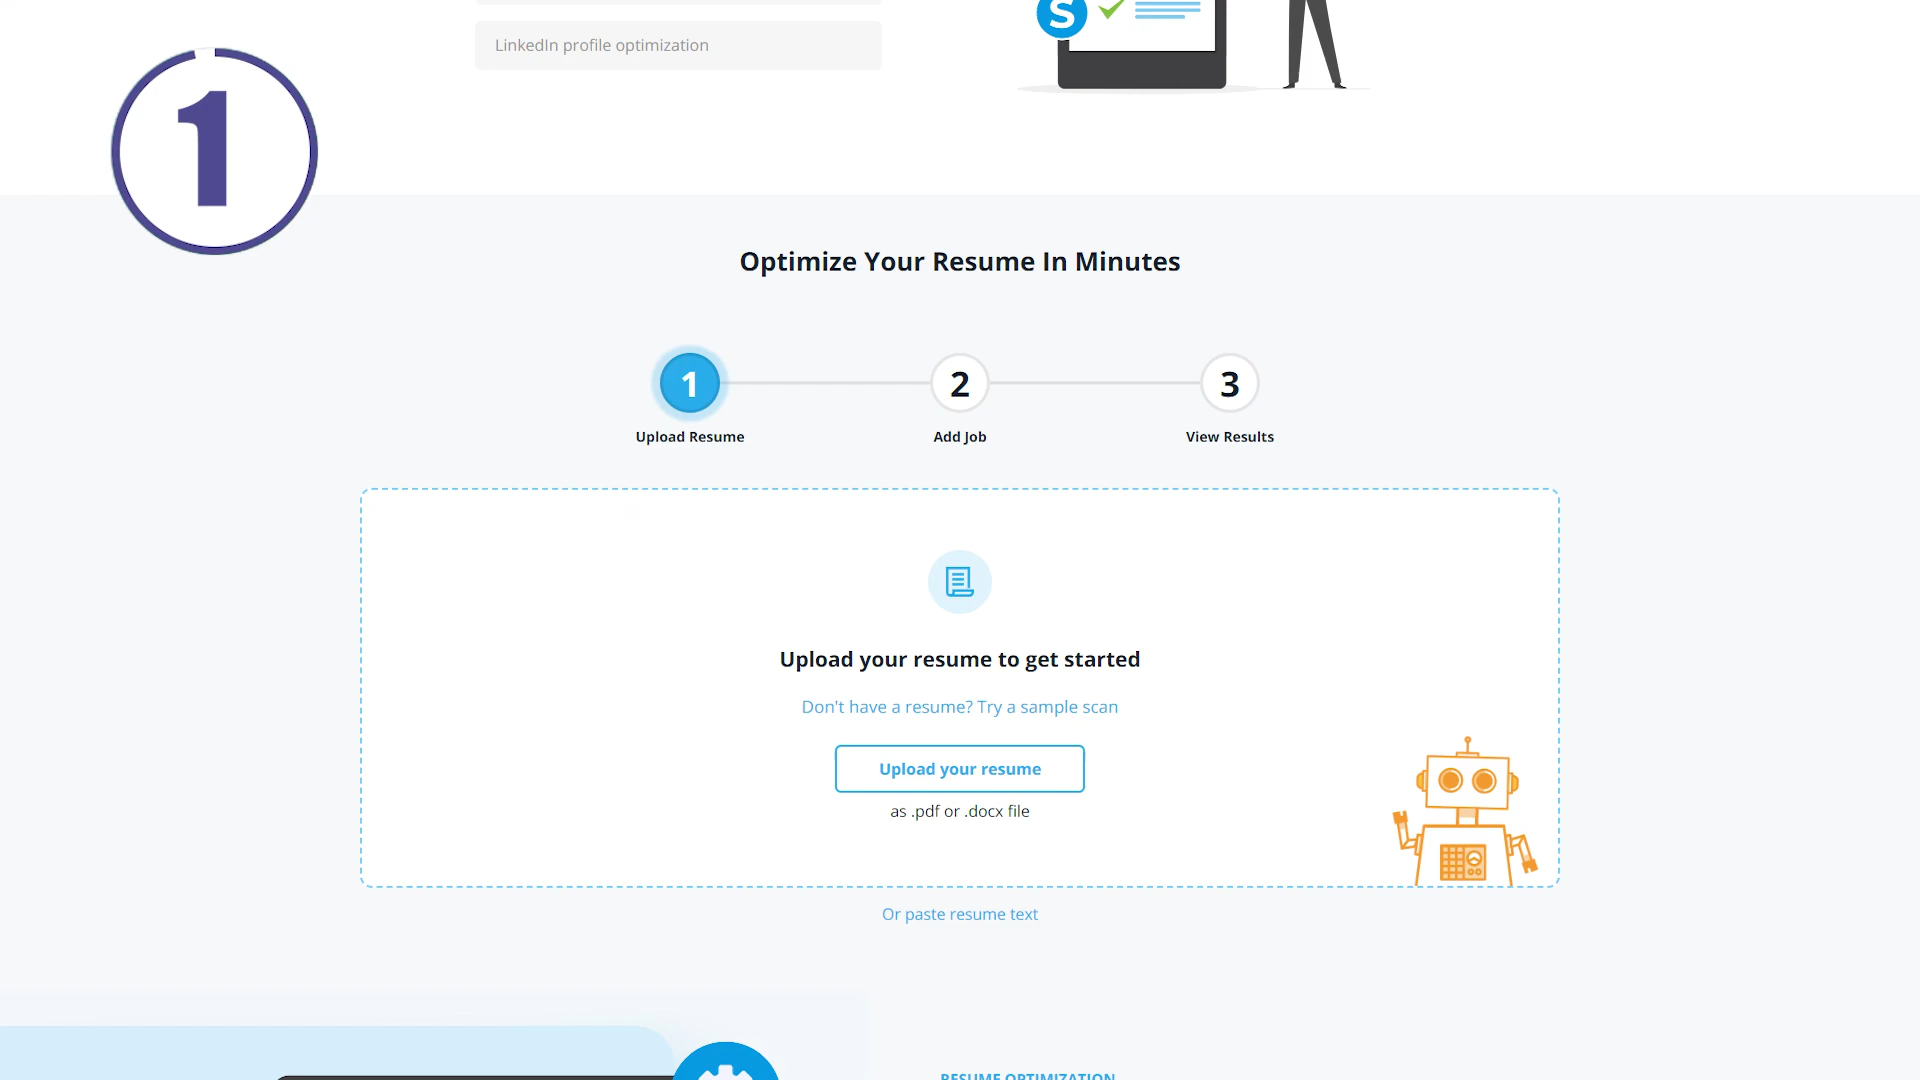 LinkedIn profile optimization
S
1
Optimize Your Resume In Minutes
1
2
3
Upload Resume
Add Job
View Results
Upload your resume to get started
Don't have a resume? Try a sample scan
Upload your resume
as .pdf or .docx file
Or paste resume text
RESUME OPTIMIZATION